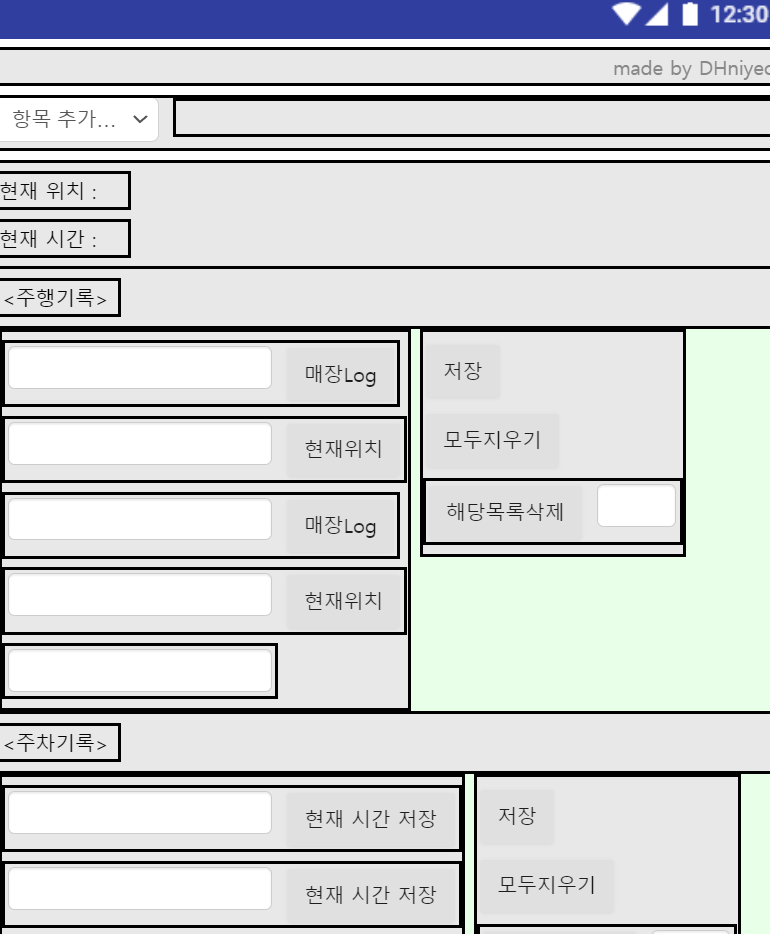 12:30
made by DHniyeo
항목 추가...
현재 위치 :
현재 시간 :
<주행기록>
매장Log
저장
현재위치
모두지우기
매장Log
해당목록삭제
현재위치
<주차기록>
현재 시간 저장
저장
현재 시간 저장
모두지우기